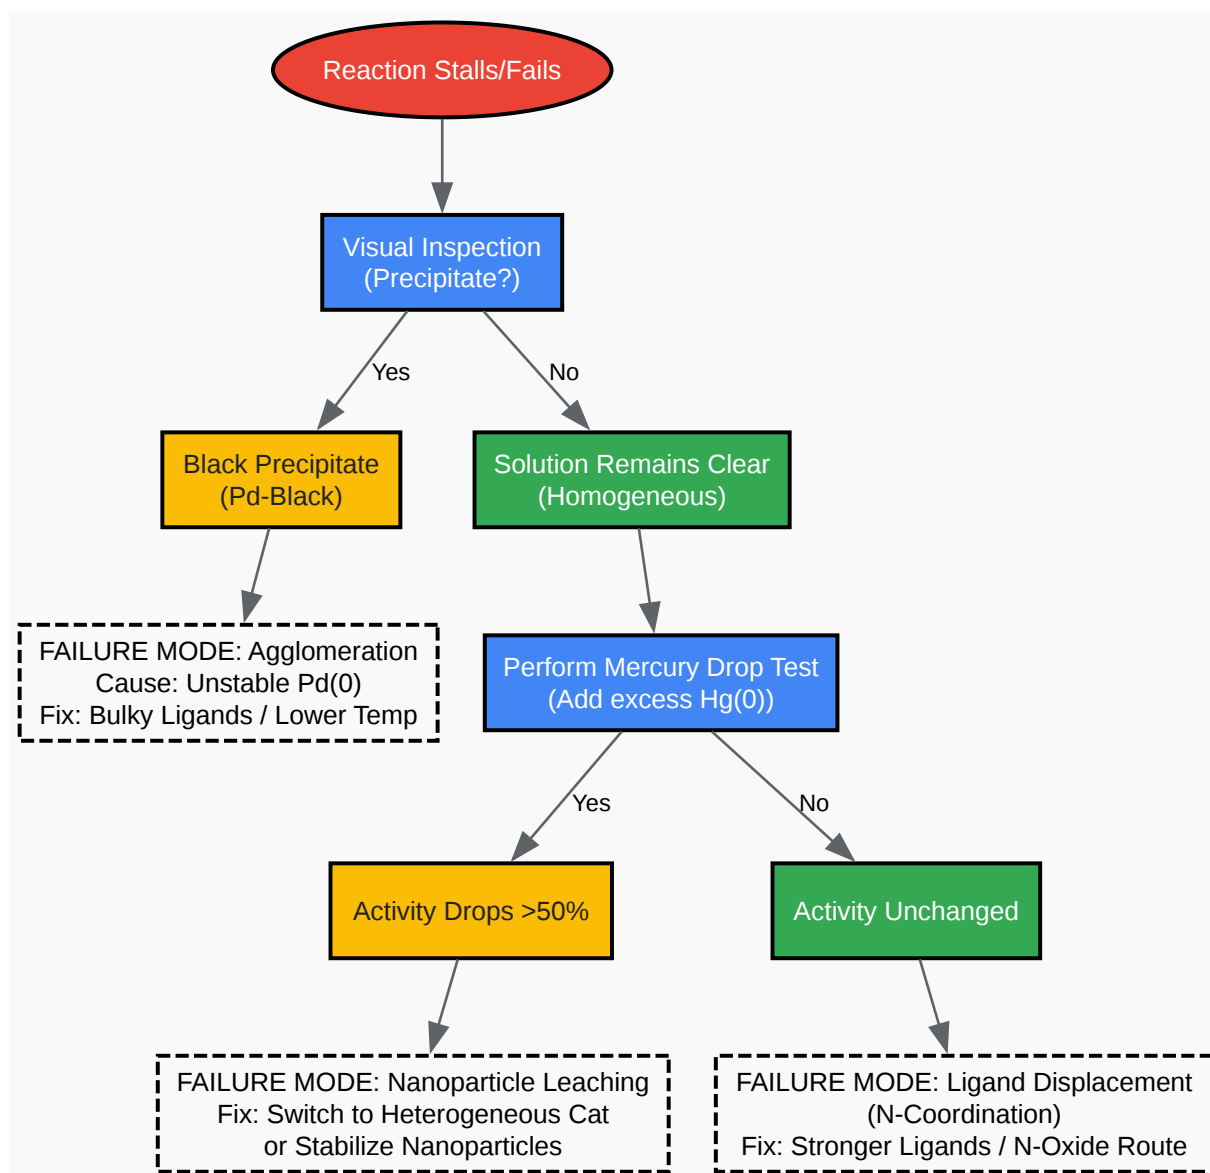 Reaction Stalls/Fails
Visual Inspection
(Precipitate?)
Yes
No
Black Precipitate
(Pd-Black)
Solution Remains Clear
(Homogeneous)
FAILURE MODE: Agglomeration
Cause: Unstable Pd(0)
Fix: Bulky Ligands / Lower Temp
Perform Mercury Drop Test
(Add excess Hg(0))
Yes
No
Activity Drops >50%
Activity Unchanged
FAILURE MODE: Nanoparticle Leaching
Fix: Switch to Heterogeneous Cat
or Stabilize Nanoparticles
FAILURE MODE: Ligand Displacement
(N-Coordination)
Fix: Stronger Ligands / N-Oxide Route